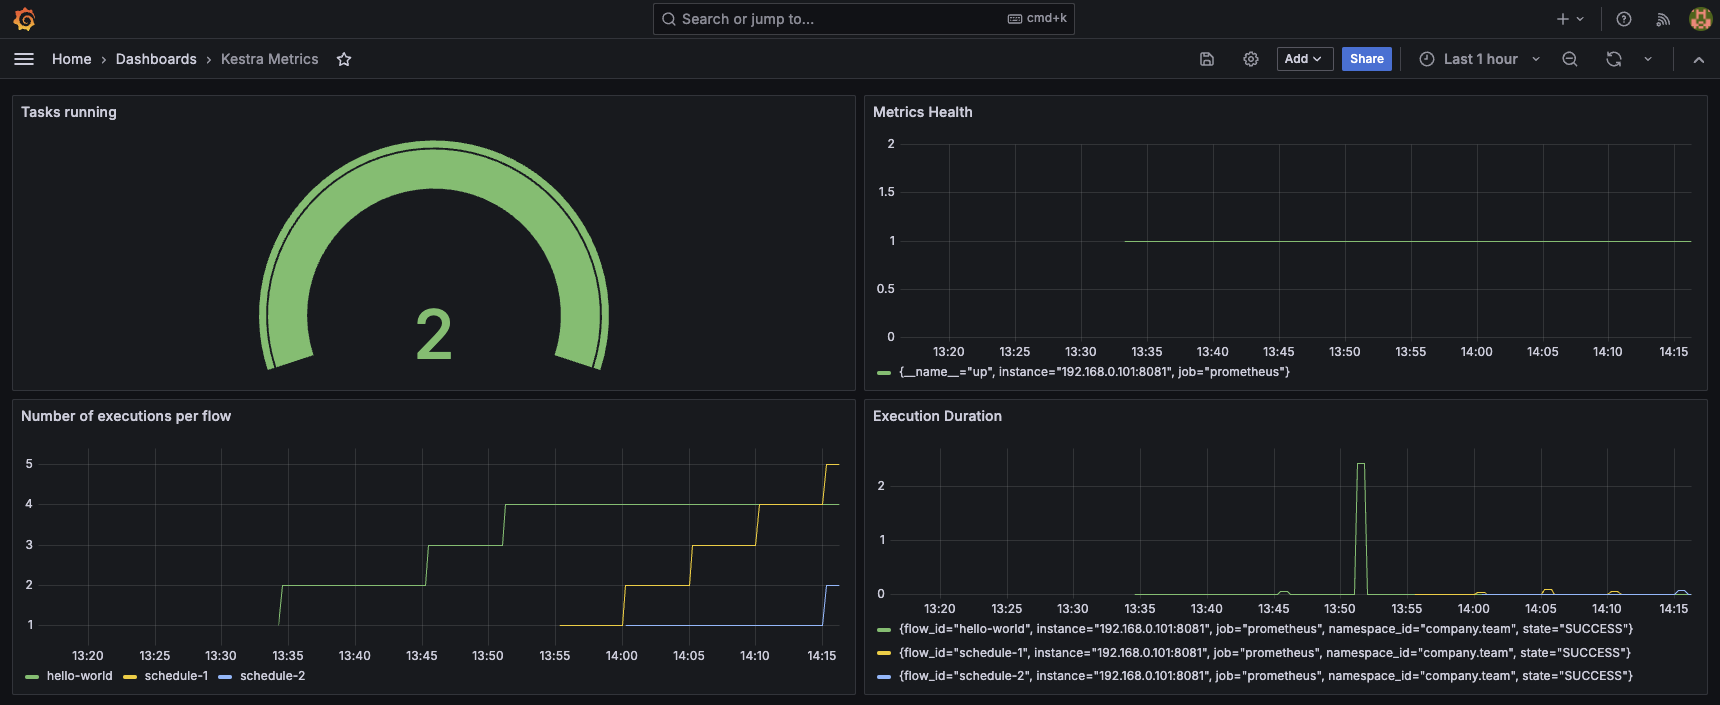 Search or jump to... cmd+k
Home › Dashboards › Kestra Metrics Add Share Last 1 hour
Tasks running
2
Metrics Health
2
1.5
1
0.5
0
13:20 13:25 13:30 13:35 13:40 13:45 13:50 13:55 14:00 14:05 14:10 14:15
{__name__="up", instance="192.168.0.101:8081", job="prometheus"}
Number of executions per flow
5
4
3
2
1
13:20 13:25 13:30 13:35 13:40 13:45 13:50 13:55 14:00 14:05 14:10 14:15
hello-world schedule-1 schedule-2
Execution Duration
2
1
0
13:20 13:25 13:30 13:35 13:40 13:45 13:50 13:55 14:00 14:05 14:10 14:15
{flow_id="hello-world", instance="192.168.0.101:8081", job="prometheus", namespace_id="company.team", state="SUCCESS"}
{flow_id="schedule-1", instance="192.168.0.101:8081", job="prometheus", namespace_id="company.team", state="SUCCESS"}
{flow_id="schedule-2", instance="192.168.0.101:8081", job="prometheus", namespace_id="company.team", state="SUCCESS"}